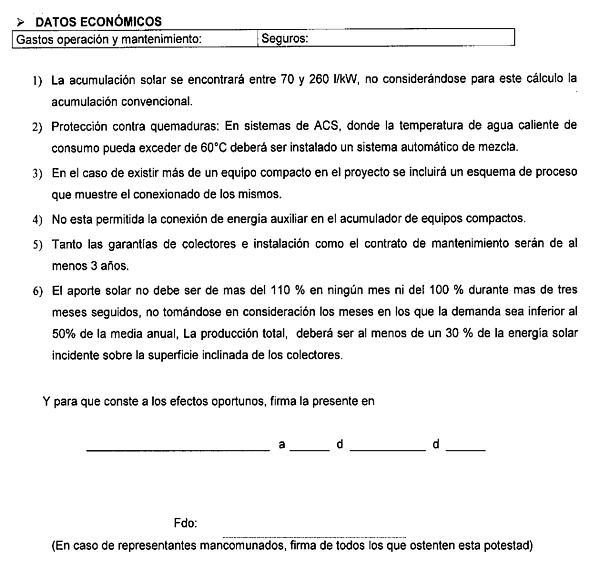 ➢ DATOS ECONÓMICOS
Gastos operación y mantenimiento: Seguros:
1) La acumulación solar se encontrará entre 70 y 260 l/kW, no considerándose para este cálculo la
acumulación convencional.
2) Protección contra quemaduras: En sistemas de ACS, donde la temperatura de agua caliente de
consumo pueda exceder de 60°C deberá ser instalado un sistema automático de mezcla.
3) En el caso de existir más de un equipo compacto en el proyecto se incluirá un esquema de proceso
que muestre el conexionado de los mismos.
4) No esta permitida la conexión de energía auxiliar en el acumulador de equipos compactos.
5) Tanto las garantías de colectores e instalación como el contrato de mantenimiento serán de al
menos 3 años.
6) El aporte solar no debe ser de mas del 110 % en ningún mes ni del 100 % durante mas de tres
meses seguidos, no tomándose en consideración los meses en los que la demanda sea inferior al
50% de la media anual, La producción total, deberá ser al menos de un 30 % de la energía solar
incidente sobre la superficie inclinada de los colectores.
Y para que conste a los efectos oportunos, firma la presente en
a d d
Fdo:
(En caso de representantes mancomunados, firma de todos los que ostenten esta potestad)